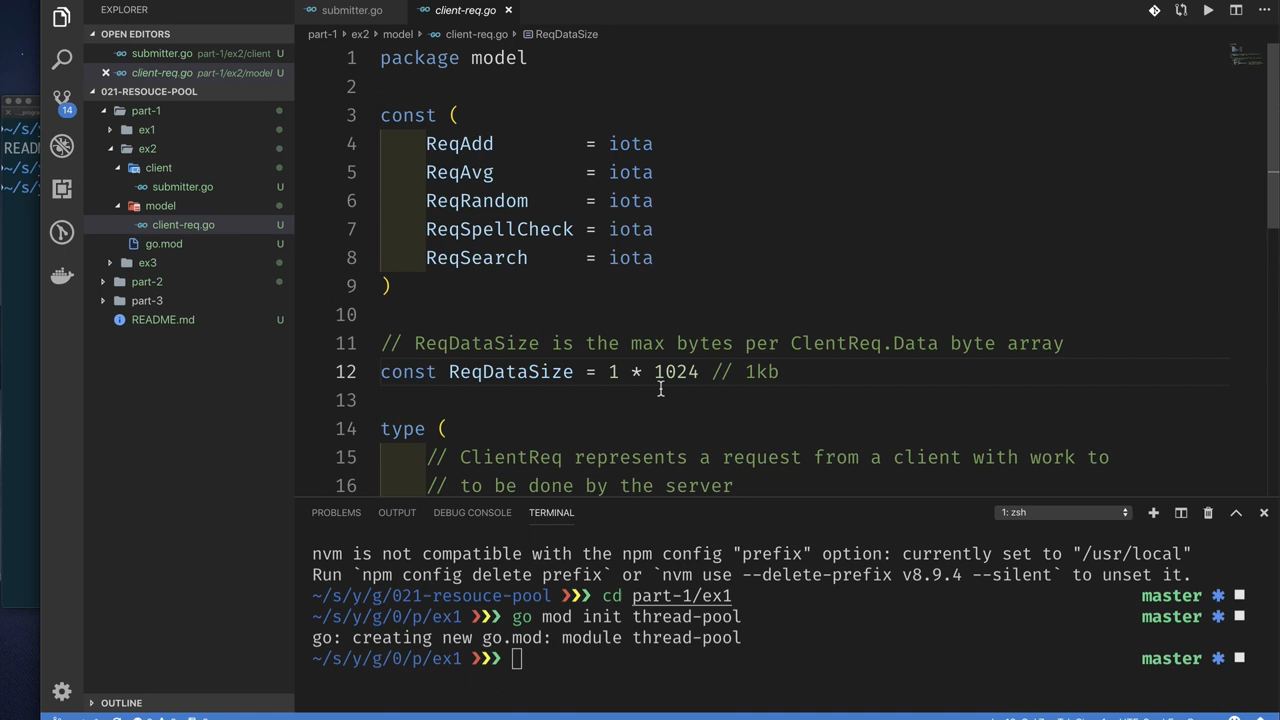 EXPLORER
OPEN EDITORS
submitter.go part-1/ex2/client U
client-req.go part-1/ex2/model U
021-RESOUCE-POOL
part-1
ex1
ex2
client
submitter.go U
model
client-req.go U
go.mod U
ex3
part-2
part-3
README.md U
OUTLINE
14
submitter.go
client-req.go
part-1 › ex2 › model › client-req.go › ReqDataSize
1 package model
2
3 const (
4 ReqAdd = iota
5 ReqAvg = iota
6 ReqRandom = iota
7 ReqSpellCheck = iota
8 ReqSearch = iota
9 )
10
11 // ReqDataSize is the max bytes per ClentReq.Data byte array
12 const ReqDataSize = 1 * 1024 // 1kb
13
14 type (
15 // ClientReq represents a request from a client with work to
16 // to be done by the server
PROBLEMS OUTPUT DEBUG CONSOLE TERMINAL 1: zsh
nvm is not compatible with the npm config "prefix" option: currently set to "/usr/local"
Run `npm config delete prefix` or `nvm use --delete-prefix v8.9.4 --silent` to unset it.
~/s/y/g/021-resouce-pool ❯❯❯ cd part-1/ex1 master *
~/s/y/g/0/p/ex1 ❯❯❯ go mod init thread-pool master *
go: creating new go.mod: module thread-pool
~/s/y/g/0/p/ex1 ❯❯❯ master *